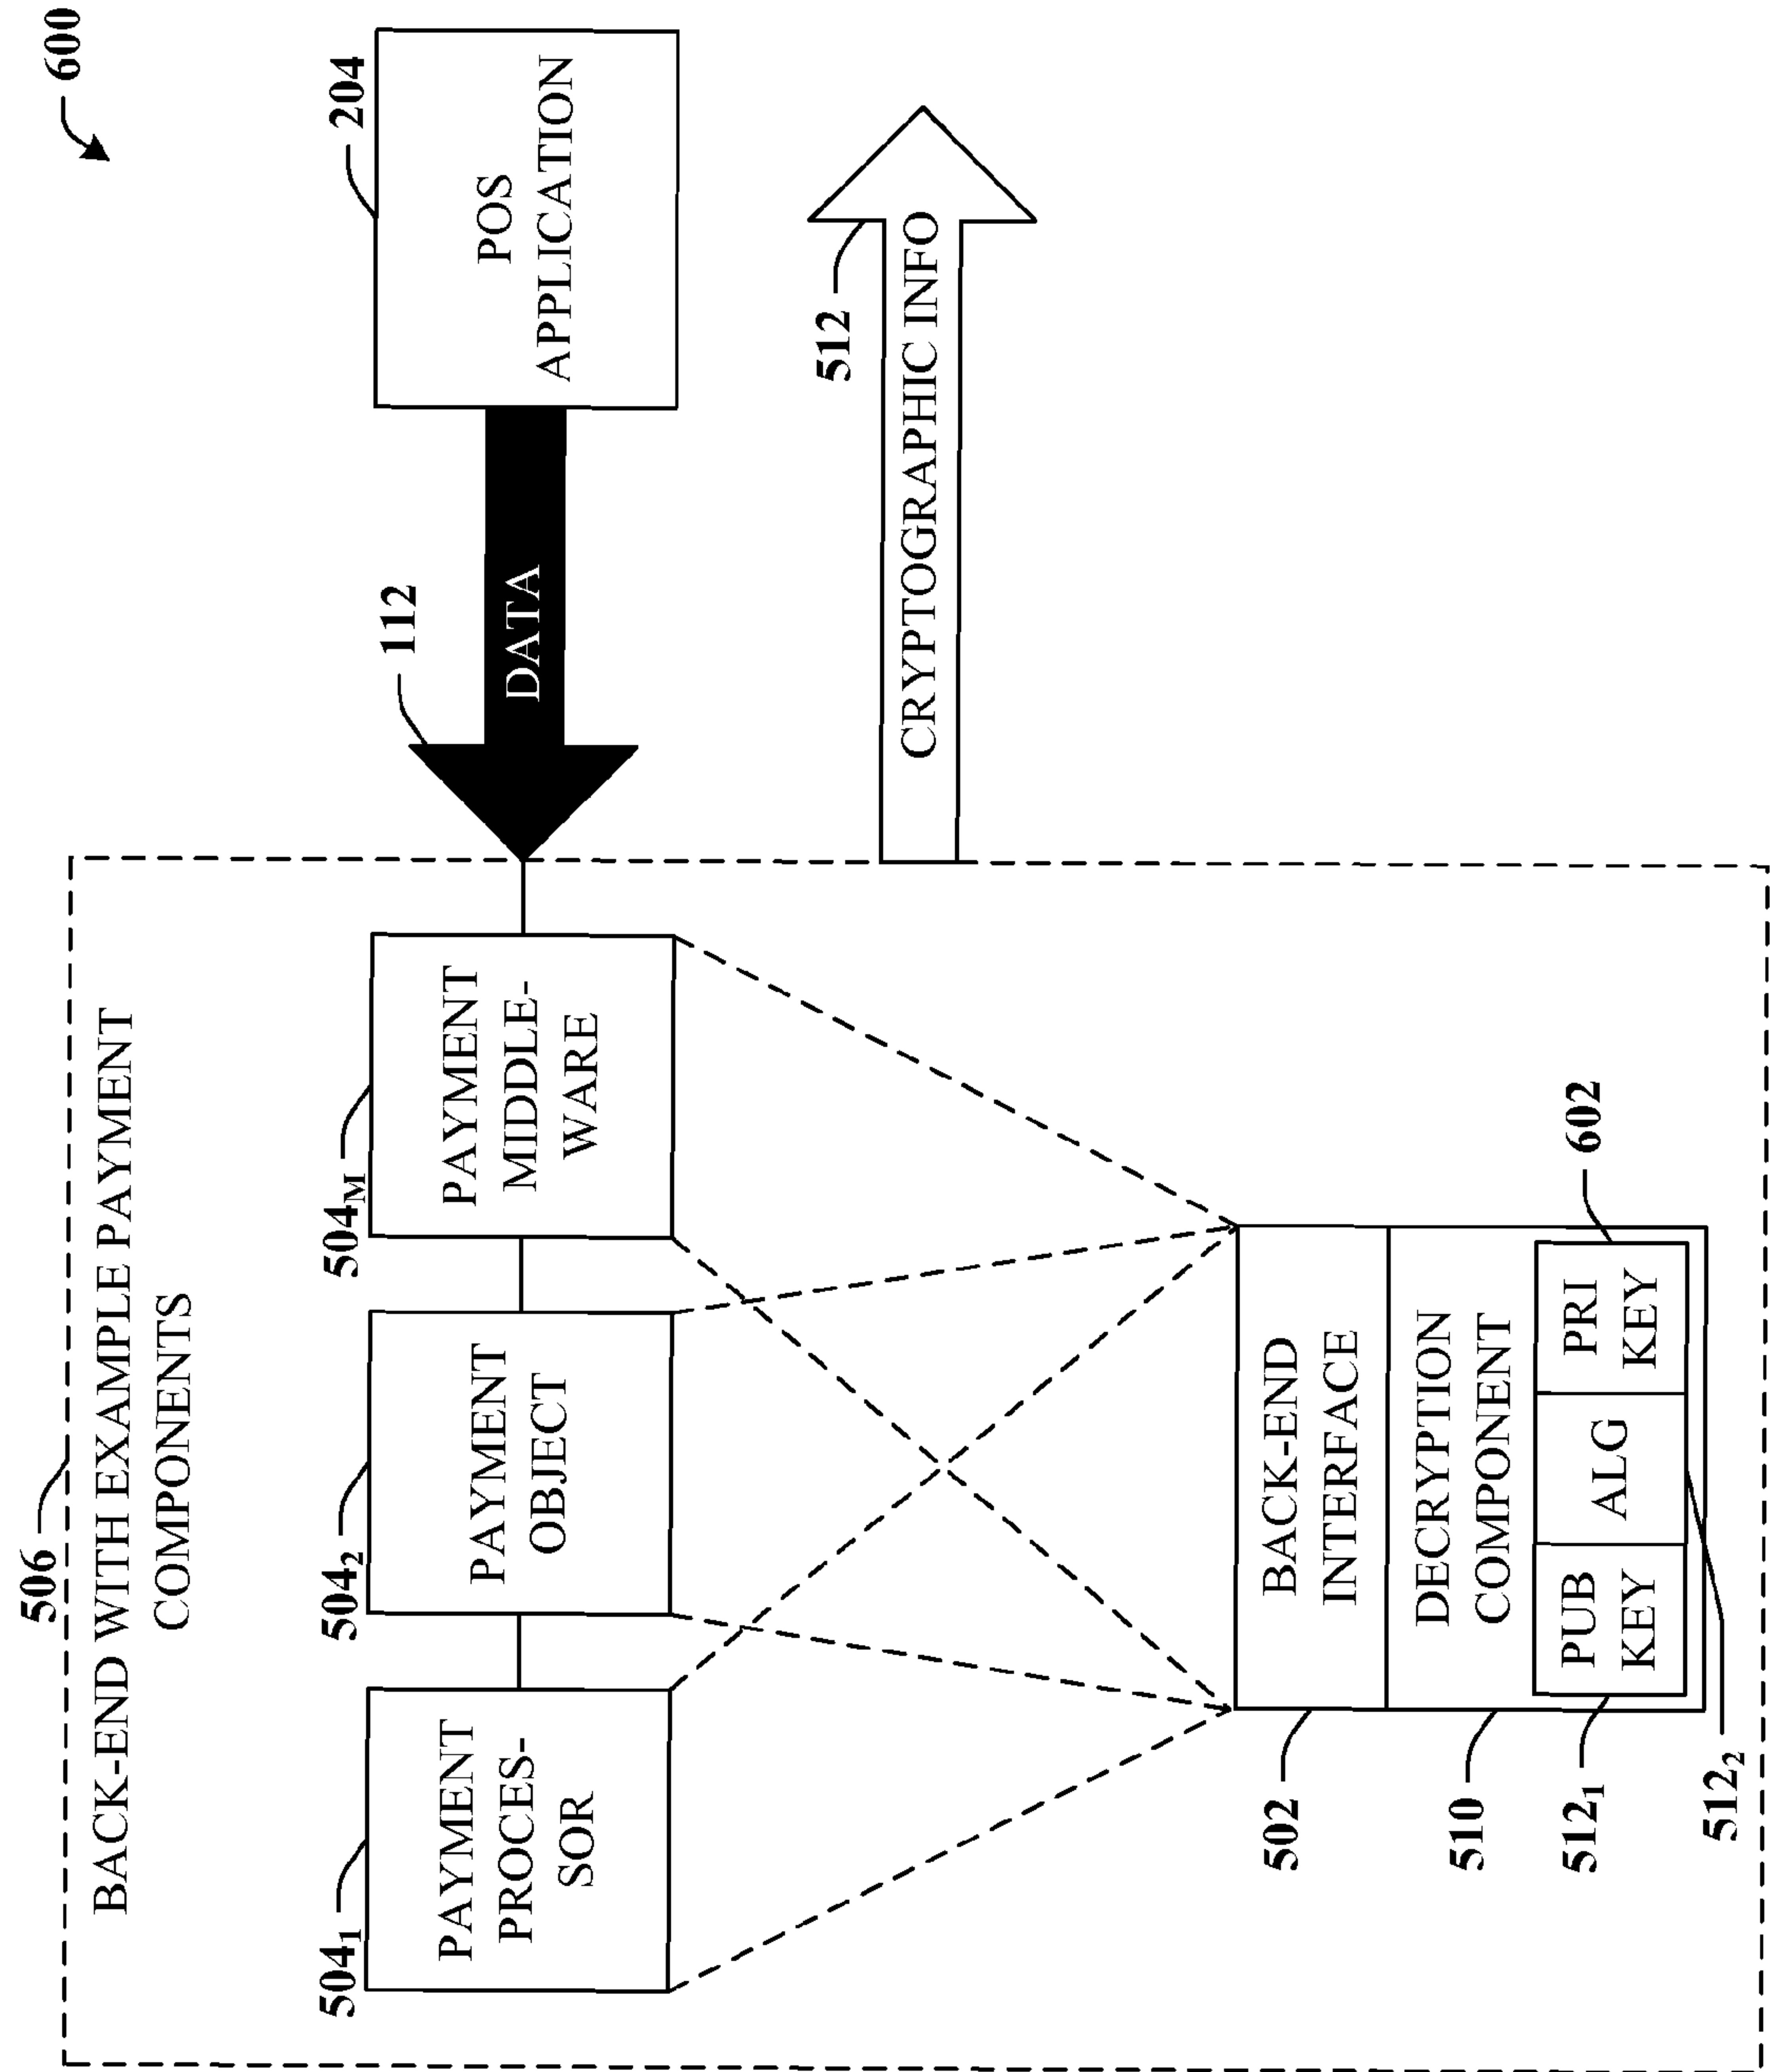 600
506
BACK-END WITH EXAMPLE PAYMENT
COMPONENTS
504₁
PAYMENT
PROCES-
SOR
504₂
PAYMENT
OBJECT
504M
PAYMENT
MIDDLE-
WARE
112
DATA
204
POS
APPLICATION
512
CRYPTOGRAPHIC INFO
502
BACK-END
INTERFACE
510
DECRYPTION
COMPONENT
512₁
PUB
KEY
ALG
PRI
KEY
602
512₂